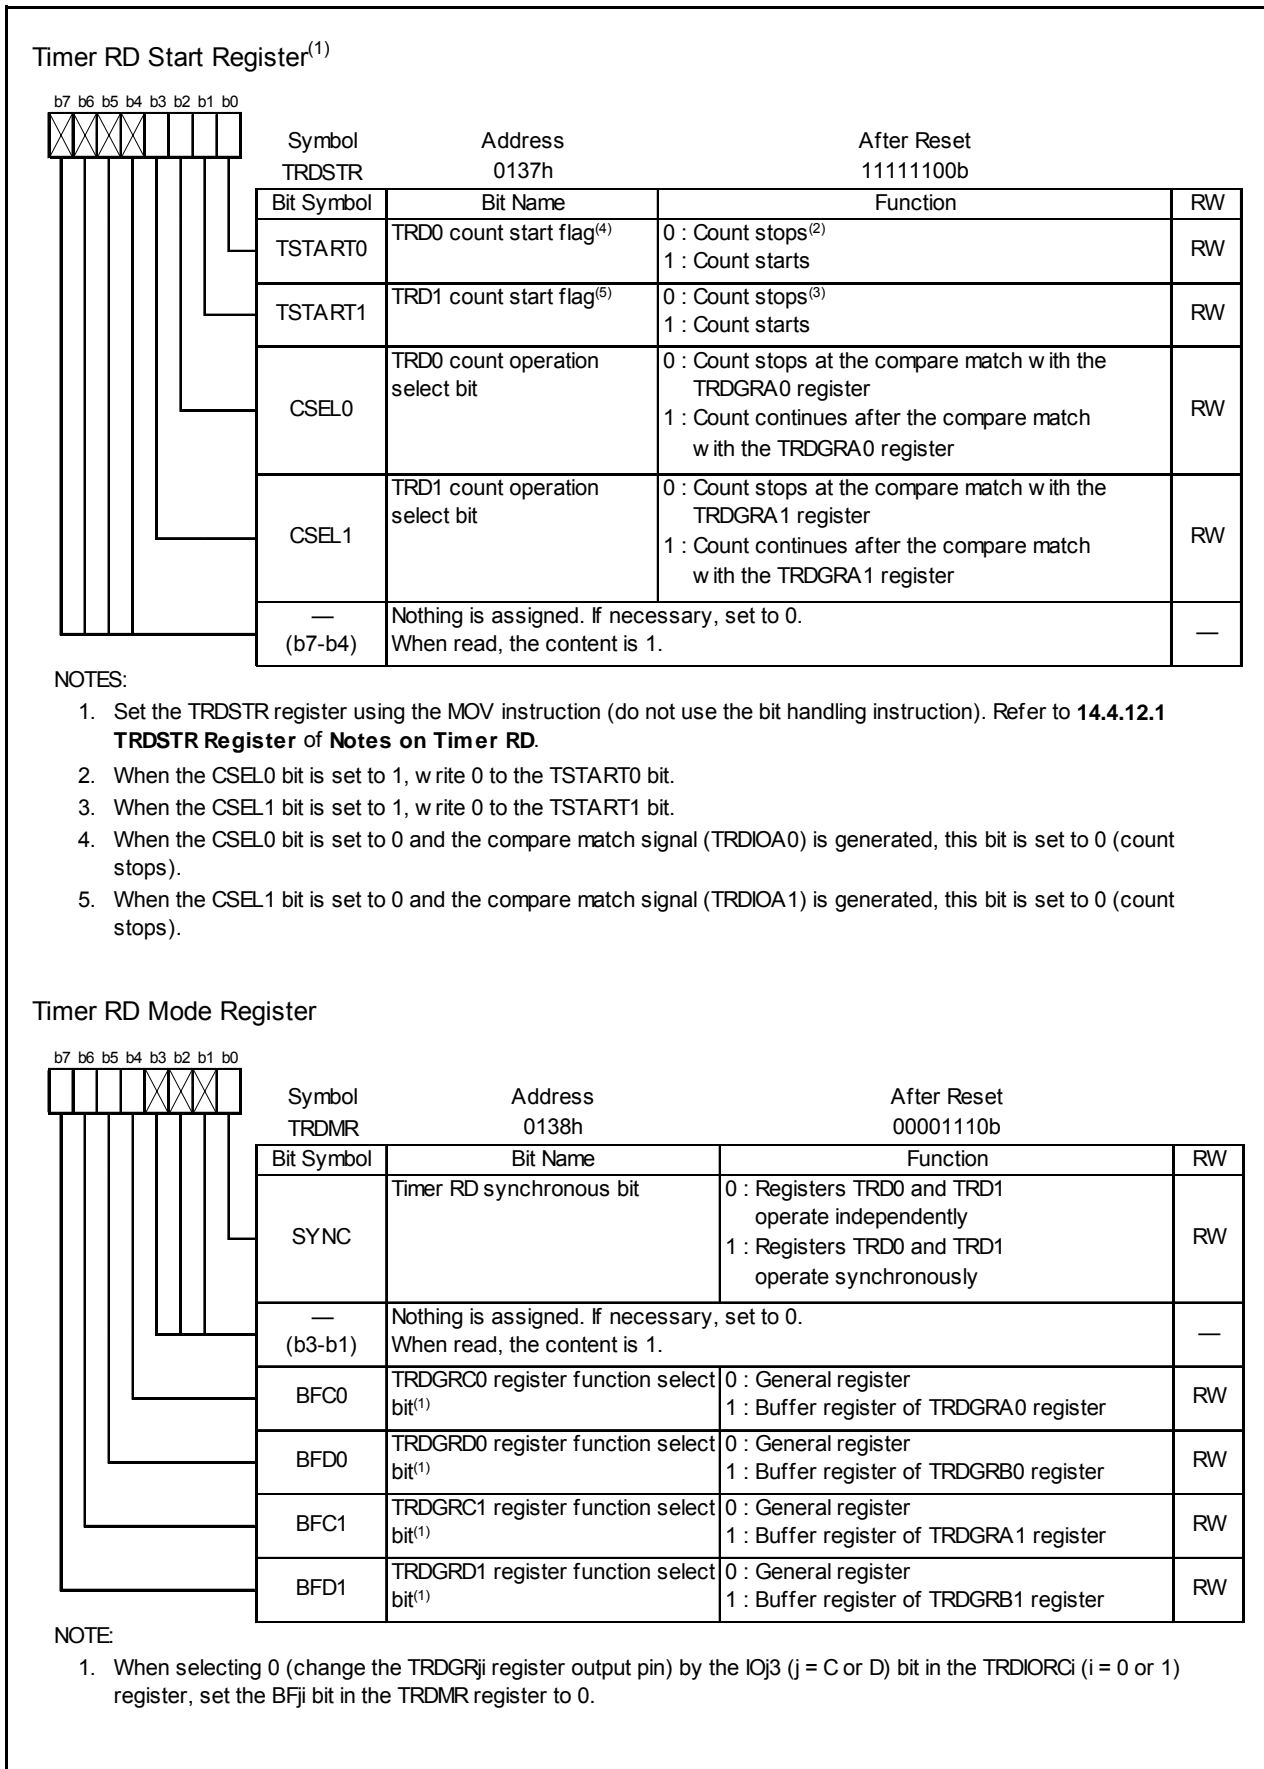 Timer RD Start Register(1)
b7 b6 b5 b4 b3 b2 b1 b0
Symbol Address After Reset
TRDSTR 0137h 11111100b
Bit Symbol Bit Name Function RW
TSTART0 TRD0 count start flag(4) 0 : Count stops(2) RW
1 : Count starts
TSTART1 TRD1 count start flag(5) 0 : Count stops(3) RW
1 : Count starts
CSEL0 TRD0 count operation 0 : Count stops at the compare match with the RW
select bit TRDGRA0 register
1 : Count continues after the compare match
with the TRDGRA0 register
CSEL1 TRD1 count operation 0 : Count stops at the compare match with the RW
select bit TRDGRA1 register
1 : Count continues after the compare match
with the TRDGRA1 register
— Nothing is assigned. If necessary, set to 0. —
(b7-b4) When read, the content is 1.
NOTES:
1. Set the TRDSTR register using the MOV instruction (do not use the bit handling instruction). Refer to 14.4.12.1
TRDSTR Register of Notes on Timer RD.
2. When the CSEL0 bit is set to 1, write 0 to the TSTART0 bit.
3. When the CSEL1 bit is set to 1, write 0 to the TSTART1 bit.
4. When the CSEL0 bit is set to 0 and the compare match signal (TRDIOA0) is generated, this bit is set to 0 (count
stops).
5. When the CSEL1 bit is set to 0 and the compare match signal (TRDIOA1) is generated, this bit is set to 0 (count
stops).
Timer RD Mode Register
b7 b6 b5 b4 b3 b2 b1 b0
Symbol Address After Reset
TRDMR 0138h 00001110b
Bit Symbol Bit Name Function RW
SYNC Timer RD synchronous bit 0 : Registers TRD0 and TRD1 RW
operate independently
1 : Registers TRD0 and TRD1
operate synchronously
— Nothing is assigned. If necessary, set to 0. —
(b3-b1) When read, the content is 1.
BFC0 TRDGRC0 register function select 0 : General register RW
bit(1) 1 : Buffer register of TRDGRA0 register
BFD0 TRDGRD0 register function select 0 : General register RW
bit(1) 1 : Buffer register of TRDGRB0 register
BFC1 TRDGRC1 register function select 0 : General register RW
bit(1) 1 : Buffer register of TRDGRA1 register
BFD1 TRDGRD1 register function select 0 : General register RW
bit(1) 1 : Buffer register of TRDGRB1 register
NOTE:
1. When selecting 0 (change the TRDGRji register output pin) by the IOj3 (j = C or D) bit in the TRDIORCi (i = 0 or 1)
register, set the BFji bit in the TRDMR register to 0.